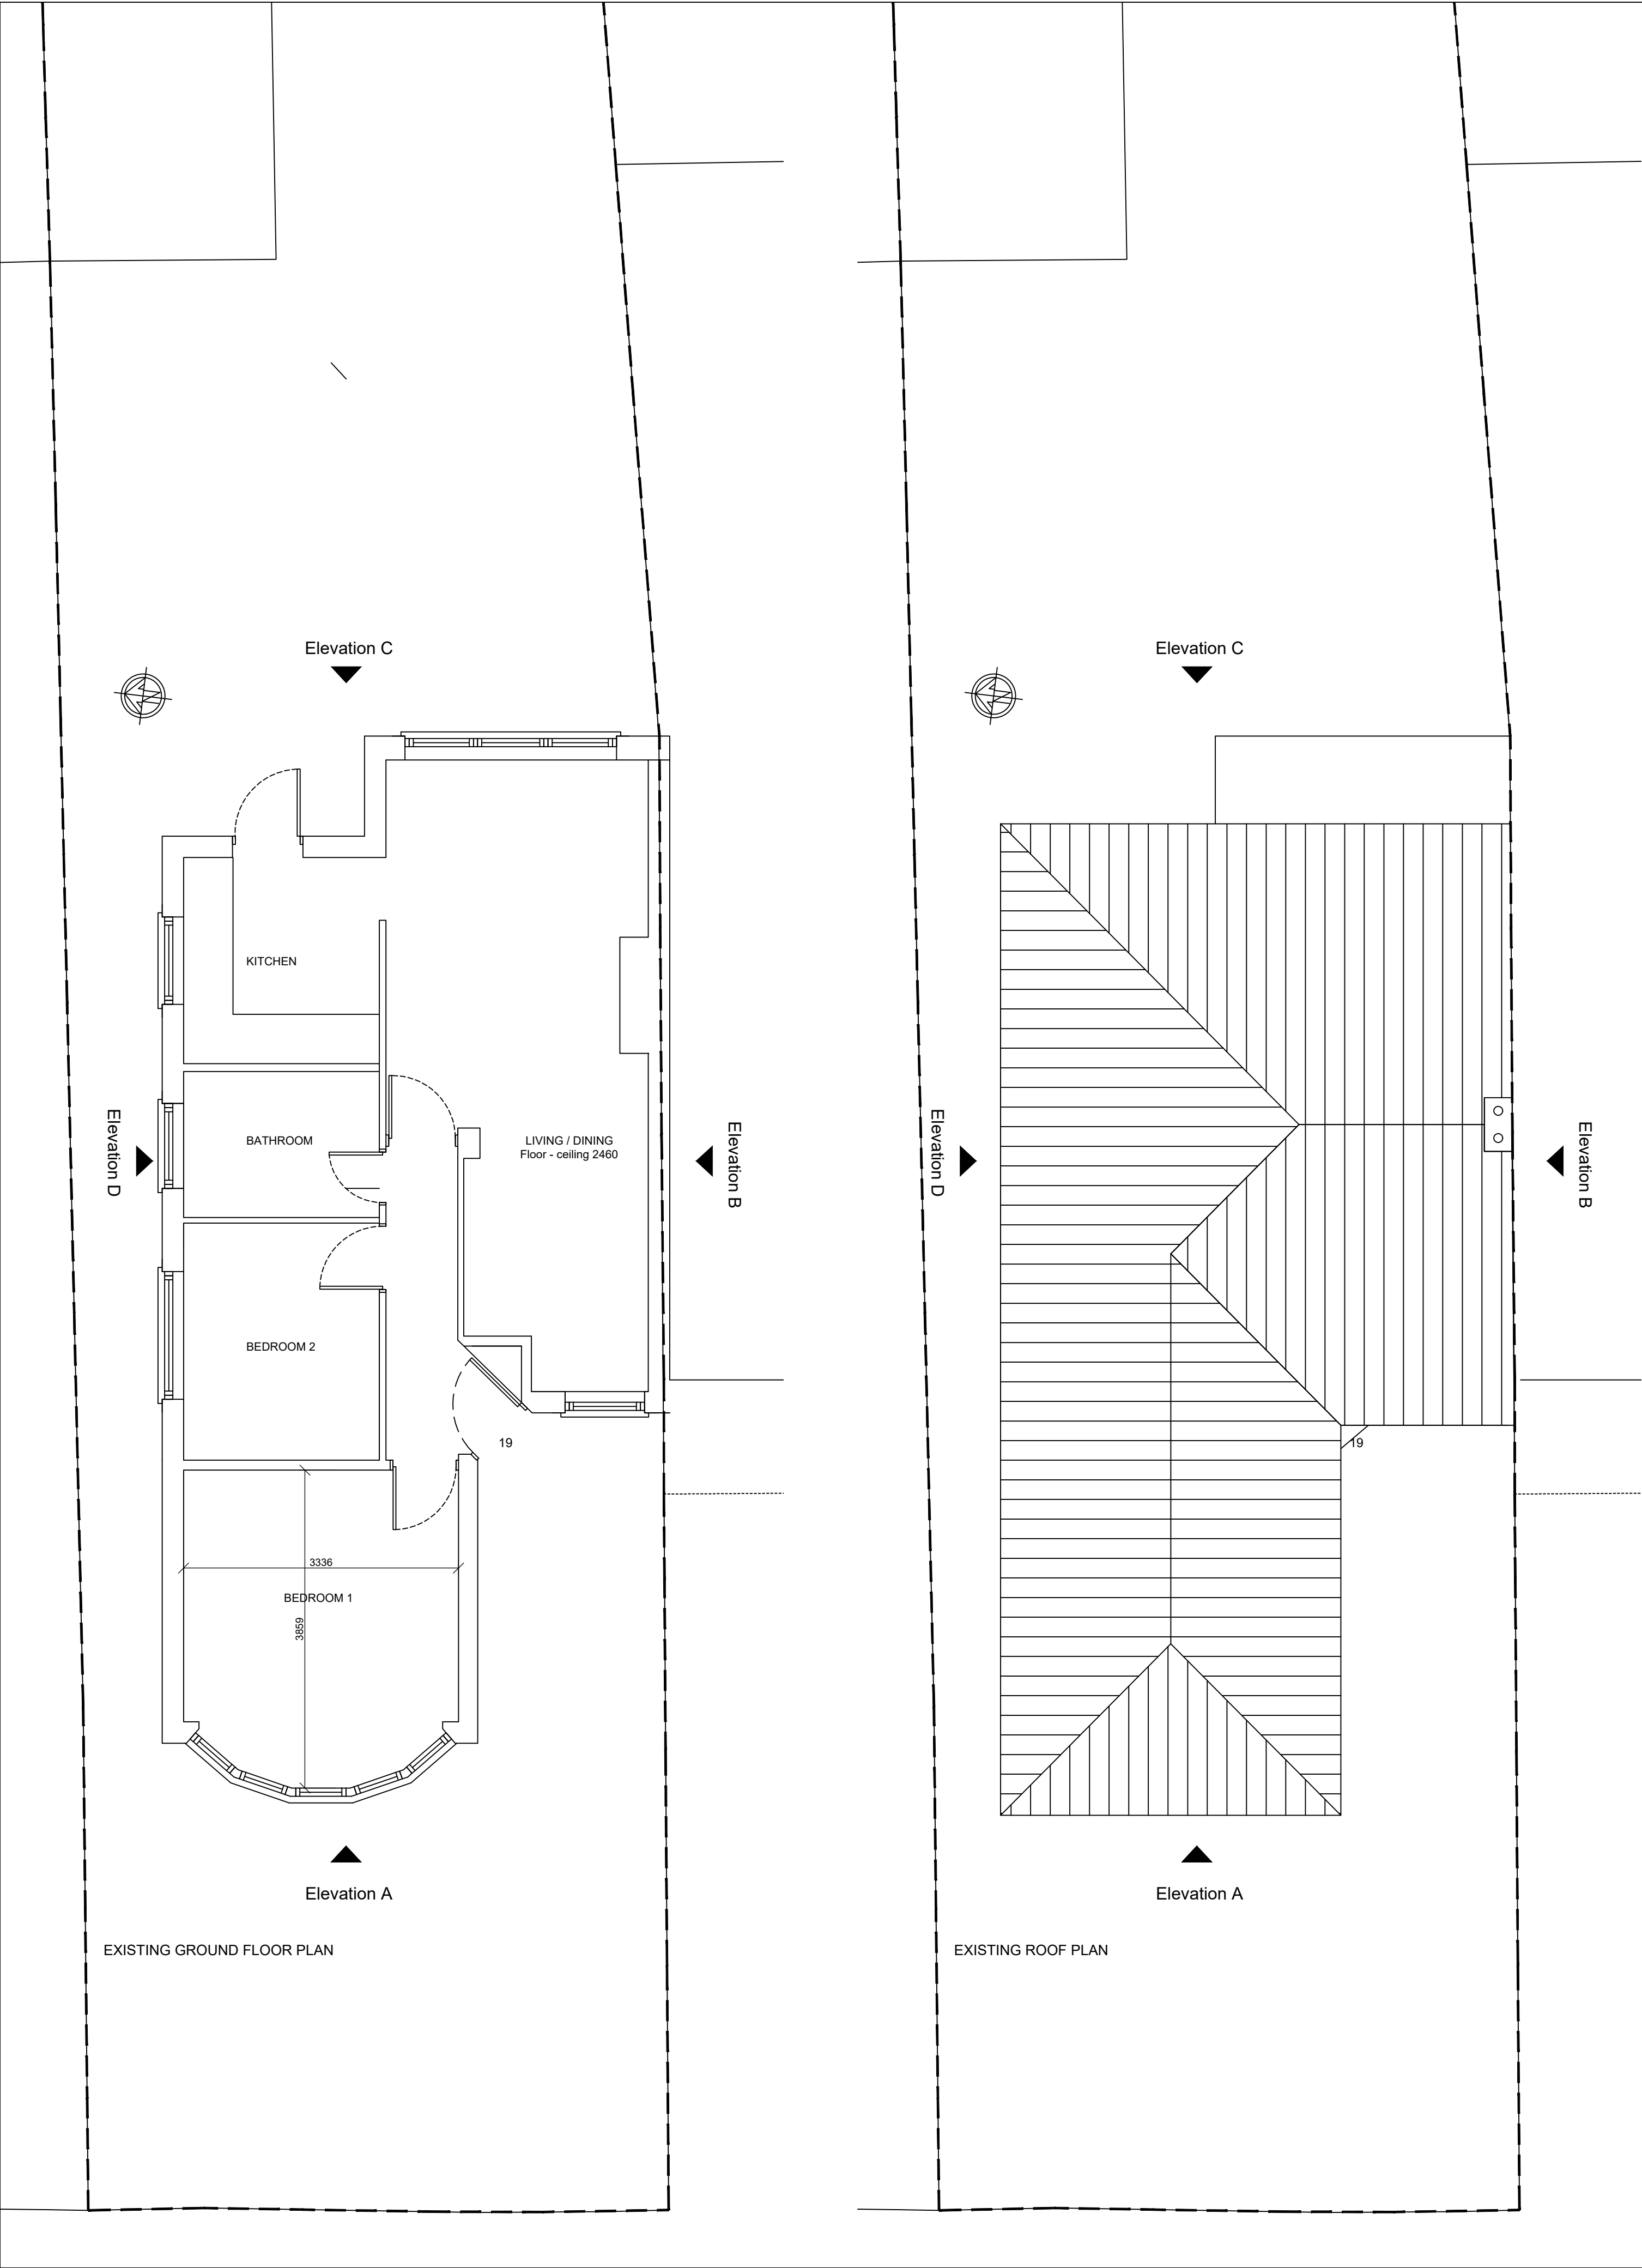 Elevation C
KITCHEN
Elevation D
BATHROOM
LIVING / DINING
Floor - ceiling 2460
Elevation B
BEDROOM 2
19
3336
BEDROOM 1
3859
Elevation A
EXISTING GROUND FLOOR PLAN
Elevation C
Elevation D
Elevation B
19
Elevation A
EXISTING ROOF PLAN